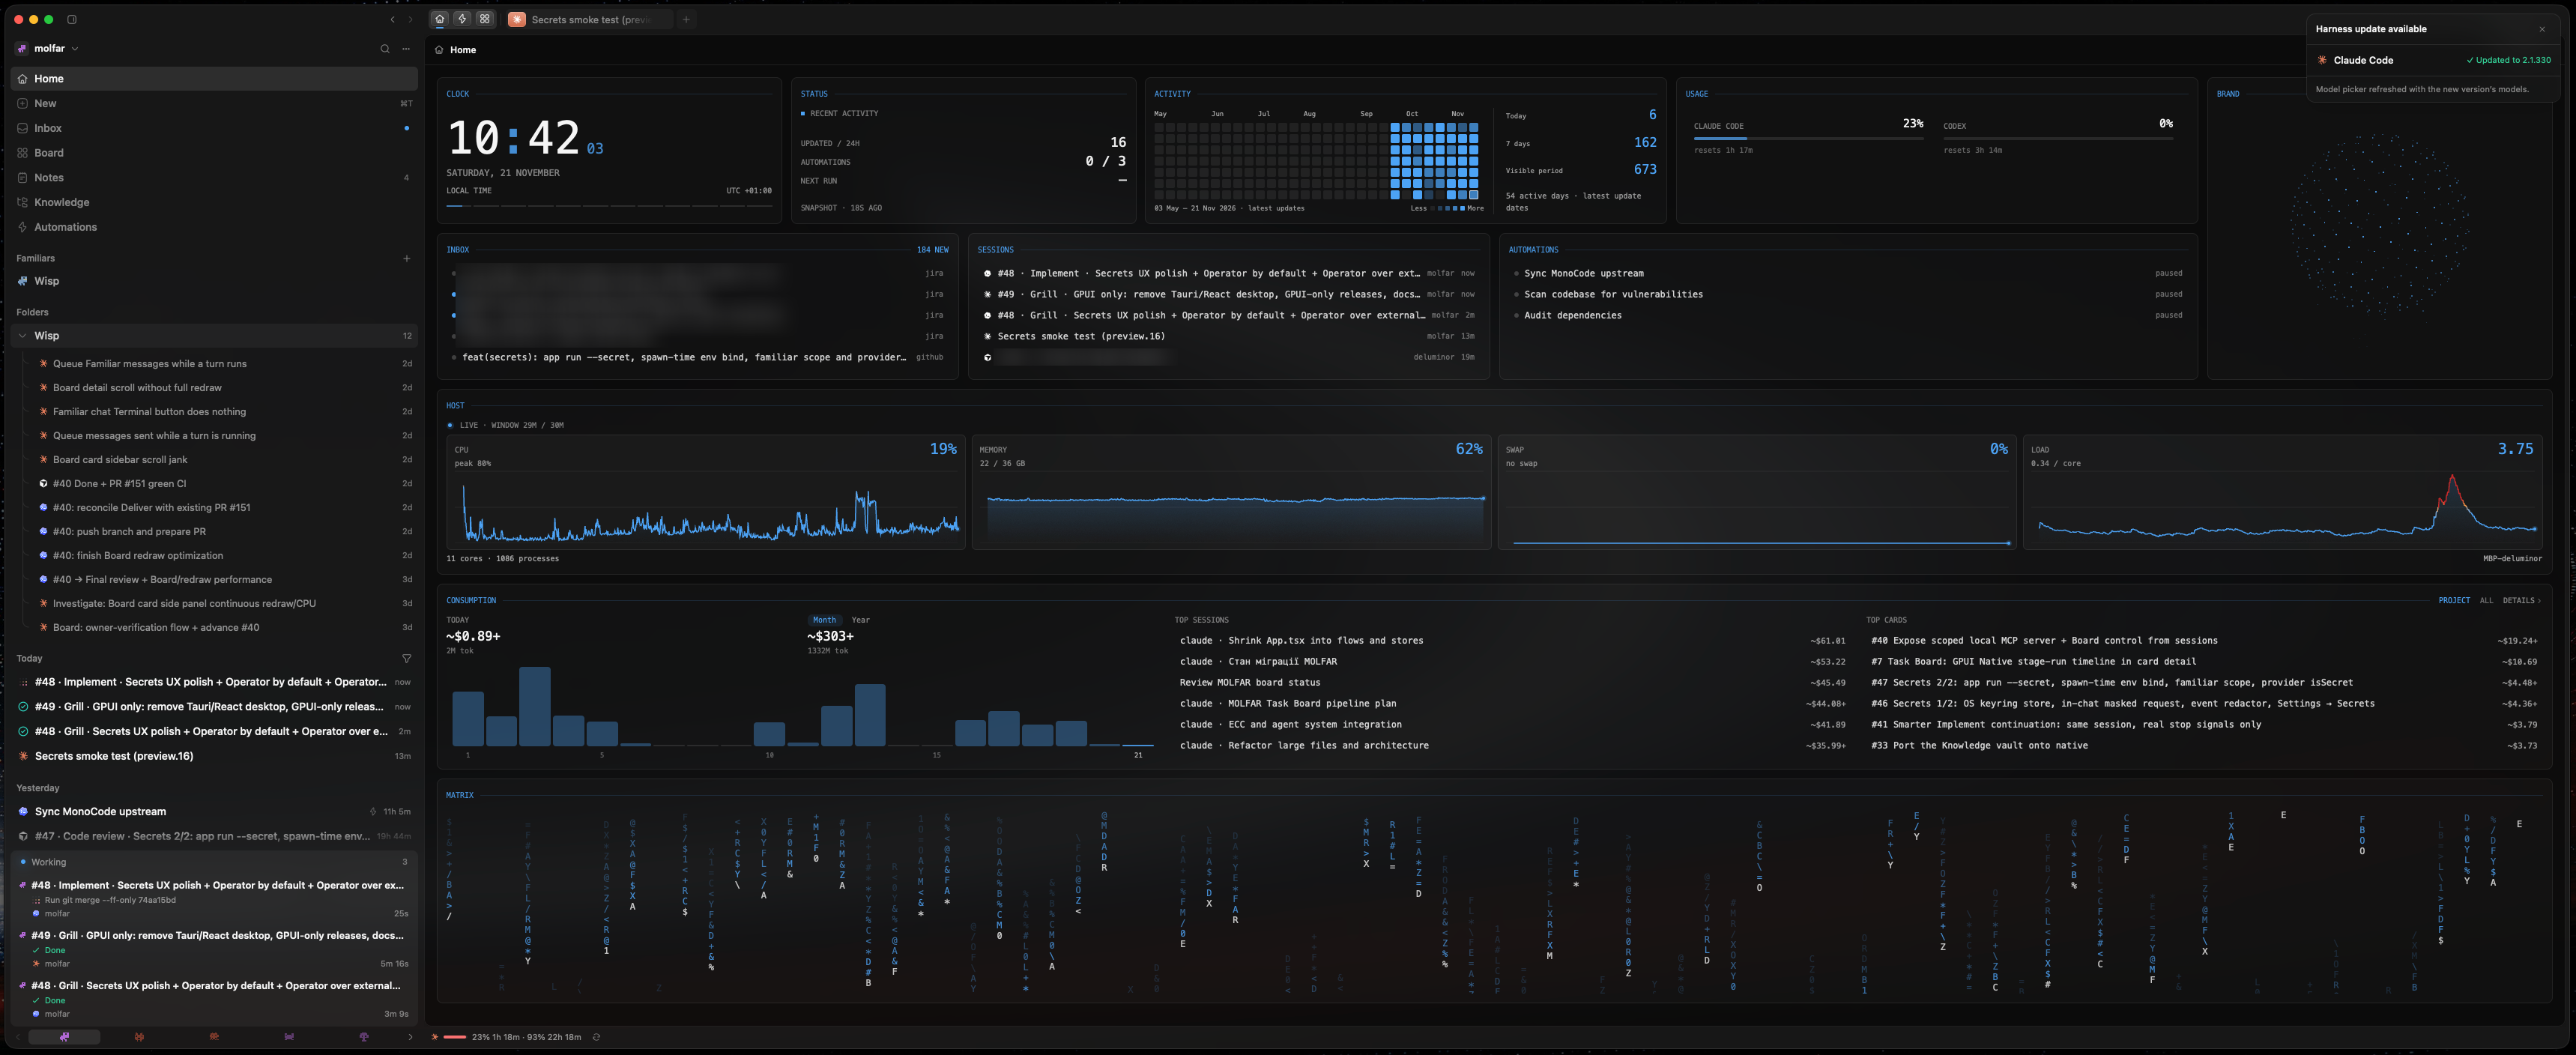 Secrets smoke test (previ
molfar
Home
New ⌘T
Inbox
Board
Notes 4
Knowledge
Automations
Familiars
Wisp
Folders
Wisp 12
Queue Familiar messages while a turn runs 2d
Board detail scroll without full redraw 2d
Familiar chat Terminal button does nothing 2d
Queue messages sent while a turn is running 2d
Board card sidebar scroll jank 2d
#40 Done + PR #151 green CI 2d
#40: reconcile Deliver with existing PR #151 2d
#40: push branch and prepare PR 2d
#40: finish Board redraw optimization 2d
#40 → Final review + Board/redraw performance 3d
Investigate: Board card side panel continuous redraw/CPU 3d
Board: owner-verification flow + advance #40 3d
Today
#48 · Implement · Secrets UX polish + Operator by default + Operator... now
#49 · Grill · GPUI only: remove Tauri/React desktop, GPUI-only releas... now
#48 · Grill · Secrets UX polish + Operator by default + Operator over e... 2m
Secrets smoke test (preview.16) 13m
Yesterday
Sync MonoCode upstream 11h 5m
#47 · Code review · Secrets 2/2: app run --secret, spawn-time env... 19h 44m
Working 3
#48 · Implement · Secrets UX polish + Operator by default + Operator over ex...
Run git merge --ff-only 74aa15bd
molfar 25s
#49 · Grill · GPUI only: remove Tauri/React desktop, GPUI-only releases, docs...
Done
molfar 5m 16s
#48 · Grill · Secrets UX polish + Operator by default + Operator over external...
Done
molfar 3m 9s
Home
CLOCK
10:42 03
SATURDAY, 21 NOVEMBER
LOCAL TIME UTC +01:00
STATUS
RECENT ACTIVITY
UPDATED / 24H 16
AUTOMATIONS 0 / 3
NEXT RUN —
SNAPSHOT · 18S AGO
ACTIVITY
May Jun Jul Aug Sep Oct Nov
03 May — 21 Nov 2026 · latest updates Less More
Today 6
7 days 162
Visible period 673
54 active days · latest update
dates
USAGE
CLAUDE CODE 23%
resets 1h 17m
CODEX 0%
resets 3h 14m
BRAND
Harness update available
Claude Code ✓ Updated to 2.1.330
Model picker refreshed with the new version's models.
INBOX 184 NEW
jira
jira
jira
jira
feat(secrets): app run --secret, spawn-time env bind, familiar scope and provider… github
SESSIONS
#48 · Implement · Secrets UX polish + Operator by default + Operator over ext… molfar now
#49 · Grill · GPUI only: remove Tauri/React desktop, GPUI-only releases, docs… molfar now
#48 · Grill · Secrets UX polish + Operator by default + Operator over external… molfar 2m
Secrets smoke test (preview.16) molfar 13m
deluminor 19m
AUTOMATIONS
Sync MonoCode upstream paused
Scan codebase for vulnerabilities paused
Audit dependencies paused
HOST
LIVE · WINDOW 29M / 30M
CPU 19%
peak 80%
MEMORY 62%
22 / 36 GB
SWAP 0%
no swap
LOAD 3.75
0.34 / core
11 cores · 1086 processes MBP-deluminor
CONSUMPTION PROJECT ALL DETAILS ›
TODAY
~$0.89+
2M tok
Month Year
~$303+
1332M tok
1 5 10 15 21
TOP SESSIONS
claude · Shrink App.tsx into flows and stores ~$61.01
claude · Стан міграції MOLFAR ~$53.22
Review MOLFAR board status ~$45.49
claude · MOLFAR Task Board pipeline plan ~$44.08+
claude · ECC and agent system integration ~$41.89
claude · Refactor large files and architecture ~$35.99+
TOP CARDS
#40 Expose scoped local MCP server + Board control from sessions ~$19.24+
#7 Task Board: GPUI Native stage-run timeline in card detail ~$10.69
#47 Secrets 2/2: app run --secret, spawn-time env bind, familiar scope, provider isSecret ~$4.48+
#46 Secrets 1/2: OS keyring store, in-chat masked request, event redactor, Settings → Secrets ~$4.36+
#41 Smarter Implement continuation: same session, real stop signals only ~$3.79
#33 Port the Knowledge vault onto native ~$3.73
MATRIX
23% 1h 18m · 93% 22h 18m